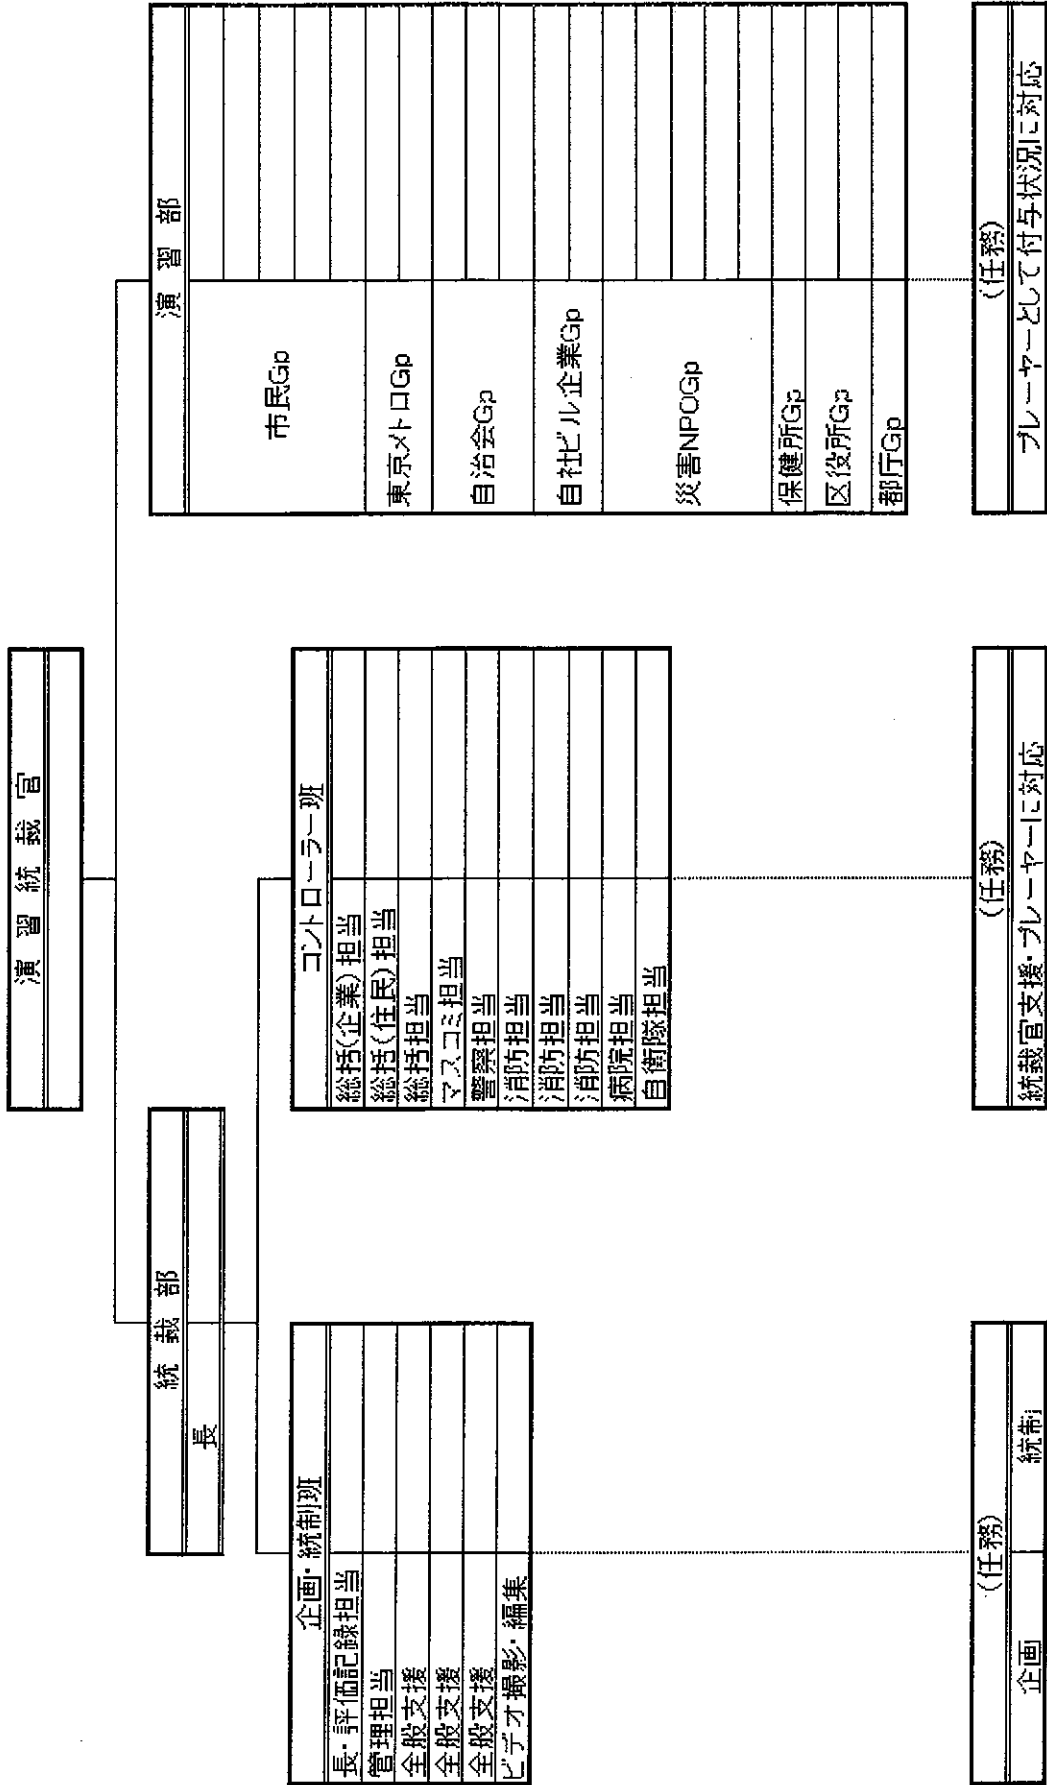 演習統裁官
統裁部
長
企画・統制班
長・評価記録担当
管理担当
全般支援
全般支援
全般支援
ビデオ撮影・編集
コントローラー班
総括(企業)担当
総括(住民)担当
総括担当
マスコミ担当
警察担当
消防担当
消防担当
消防担当
病院担当
自衛隊担当
演習部
市民Gp
東京メトロGp
自治会Gp
自社ビル企業Gp
災害NPOGp
保健所Gp
区役所Gp
都庁Gp
(任務)
企画 統制
(任務)
統裁官支援・プレーヤーに対応
(任務)
プレーヤーとして付与状況に対応